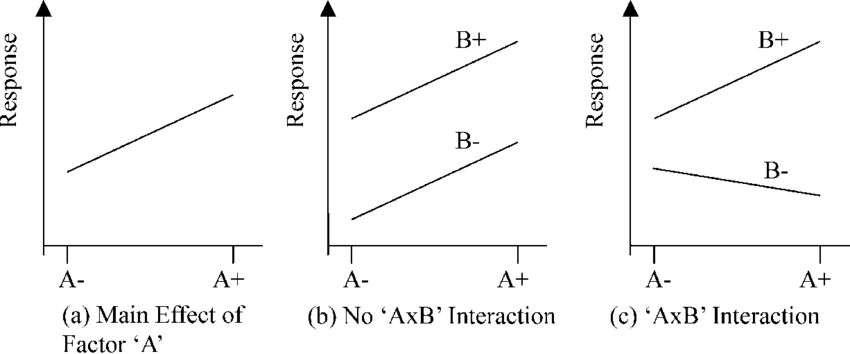 Response
A-
A+
(a) Main Effect of
Factor ‘A’
Response
B+
B-
A-
A+
(b) No ‘AxB’ Interaction
Response
B+
B-
A-
A+
(c) ‘AxB’ Interaction